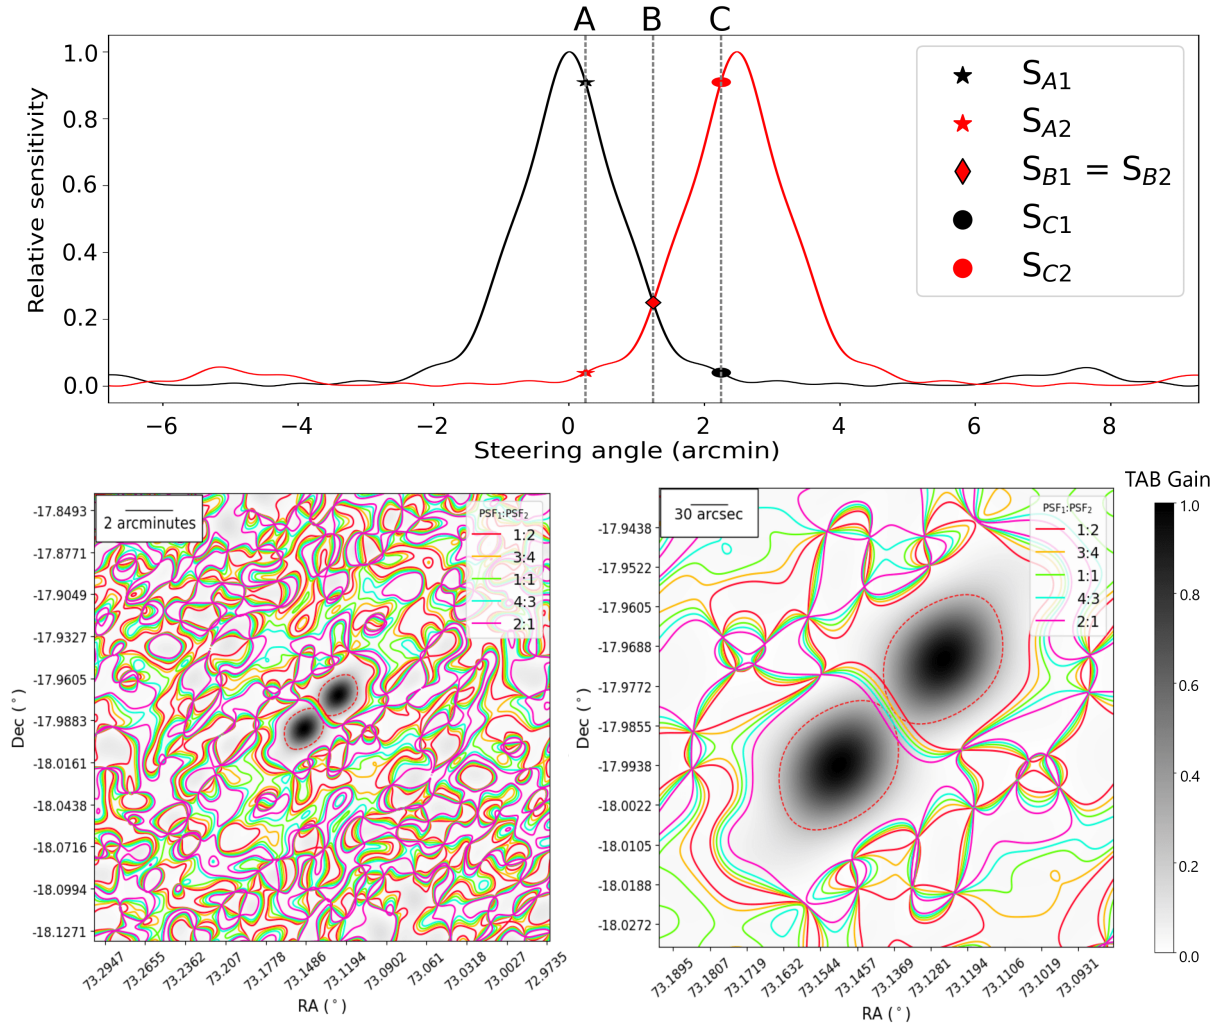 A B C
Relative sensitivity
1.0
0.8
0.6
0.4
0.2
0.0
S_A1
S_A2
S_B1 = S_B2
S_C1
S_C2
−6 −4 −2 0 2 4 6 8
Steering angle (arcmin)
2 arcminutes
PSF₁:PSF₂
1:2
3:4
1:1
4:3
2:1
Dec (°)
-17.8493
-17.8771
-17.9049
-17.9327
-17.9605
-17.9883
-18.0161
-18.0438
-18.0716
-18.0994
-18.1271
73.2947 73.2655 73.2362 73.207 73.1778 73.1486 73.1194 73.0902 73.061 73.0318 73.0027 72.9735
RA (°)
30 arcsec
PSF₁:PSF₂
1:2
3:4
1:1
4:3
2:1
Dec (°)
-17.9438
-17.9522
-17.9605
-17.9688
-17.9772
-17.9855
-17.9938
-18.0022
-18.0105
-18.0188
-18.0272
73.1895 73.1807 73.1719 73.1632 73.1544 73.1457 73.1369 73.1281 73.1194 73.1106 73.1019 73.0931
RA (°)
TAB Gain
1.0
0.8
0.6
0.4
0.2
0.0